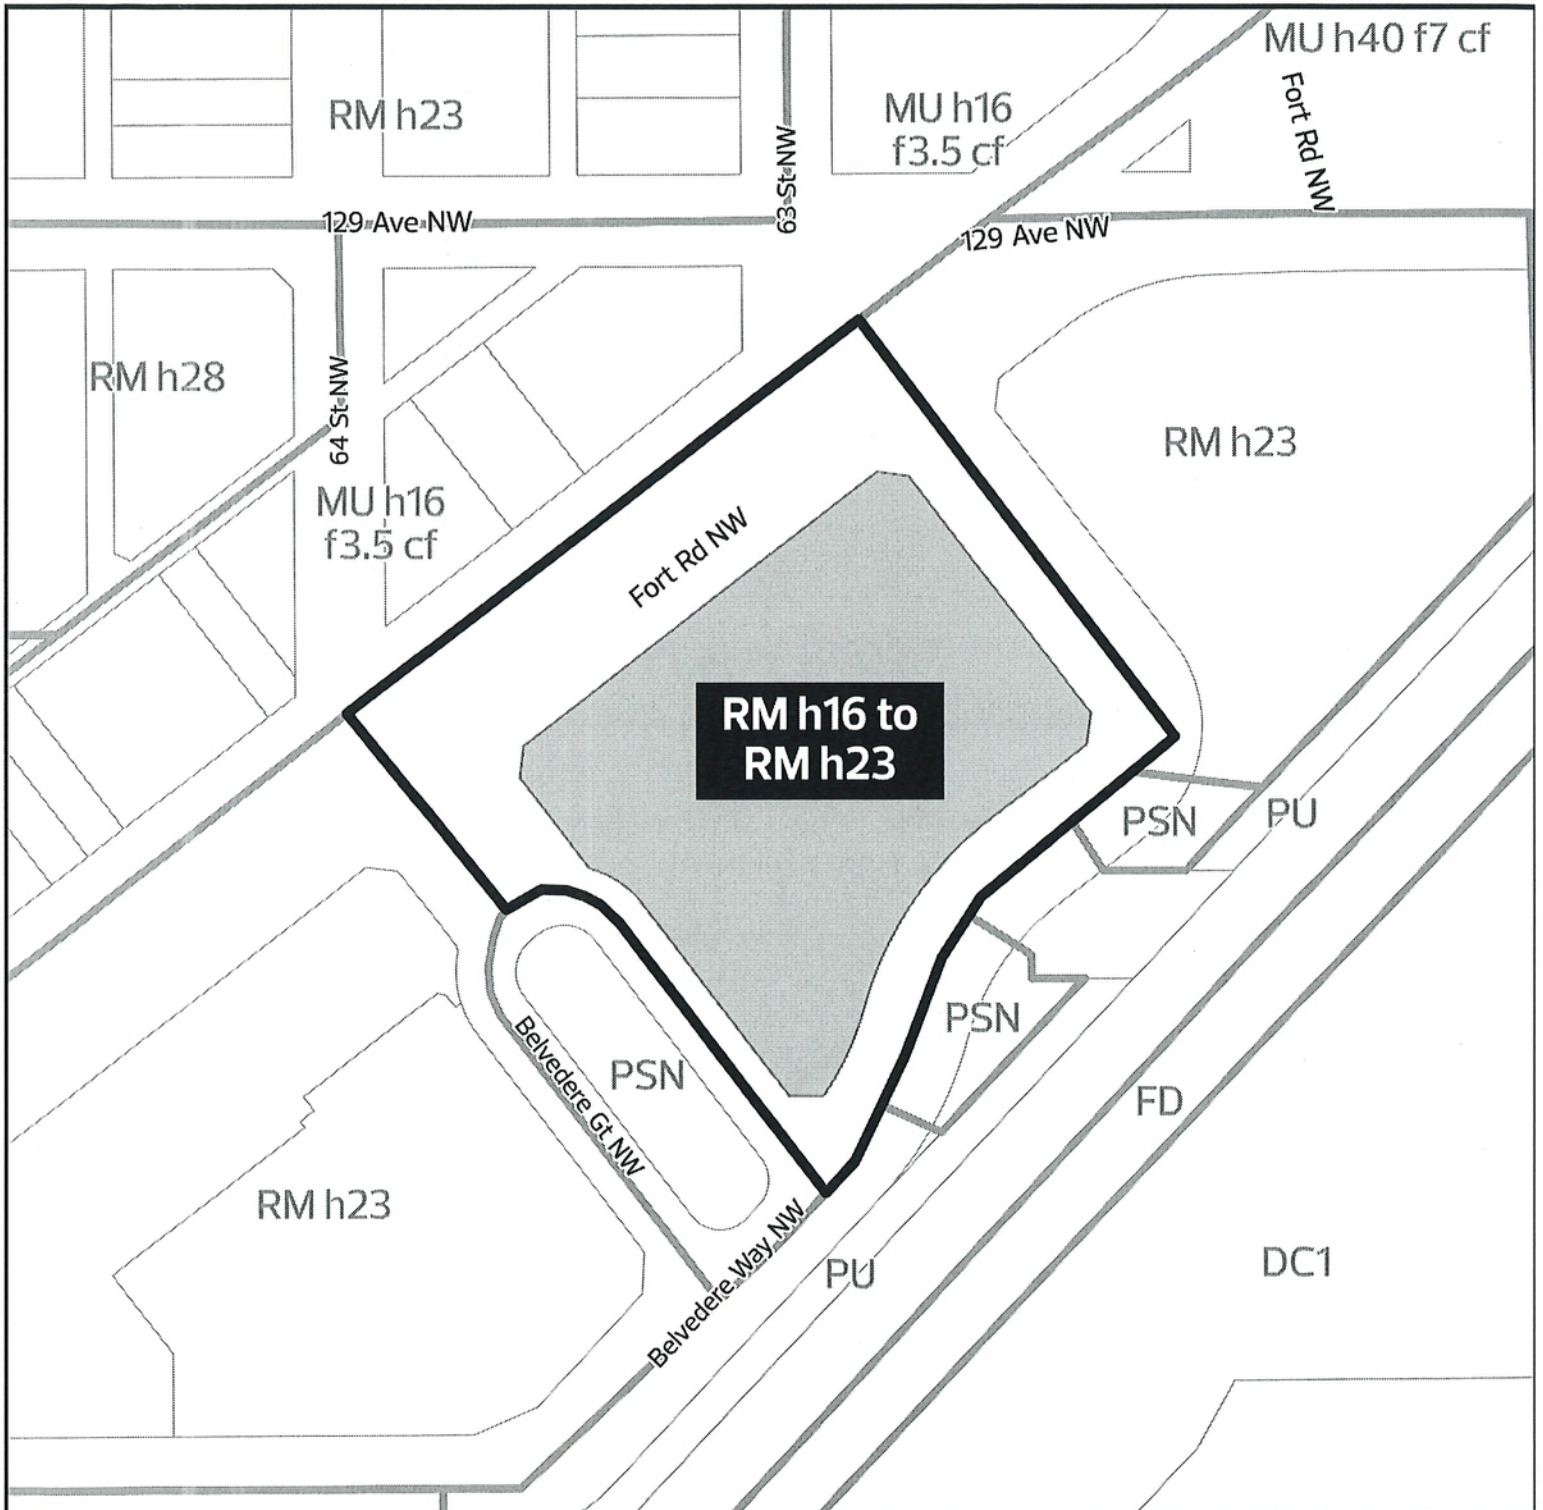 MU h40 f7 cf
Fort Rd NW
RM h23
MU h16
f3.5 cf
63 St NW
129 Ave NW
129 Ave NW
RM h28
64 St NW
RM h23
MU h16
f3.5 cf
Fort Rd NW
RM h16 to
RM h23
PSN
PU
PSN
Belvedere Gt NW
PSN
FD
RM h23
Belvedere Way NW
PU
DC1